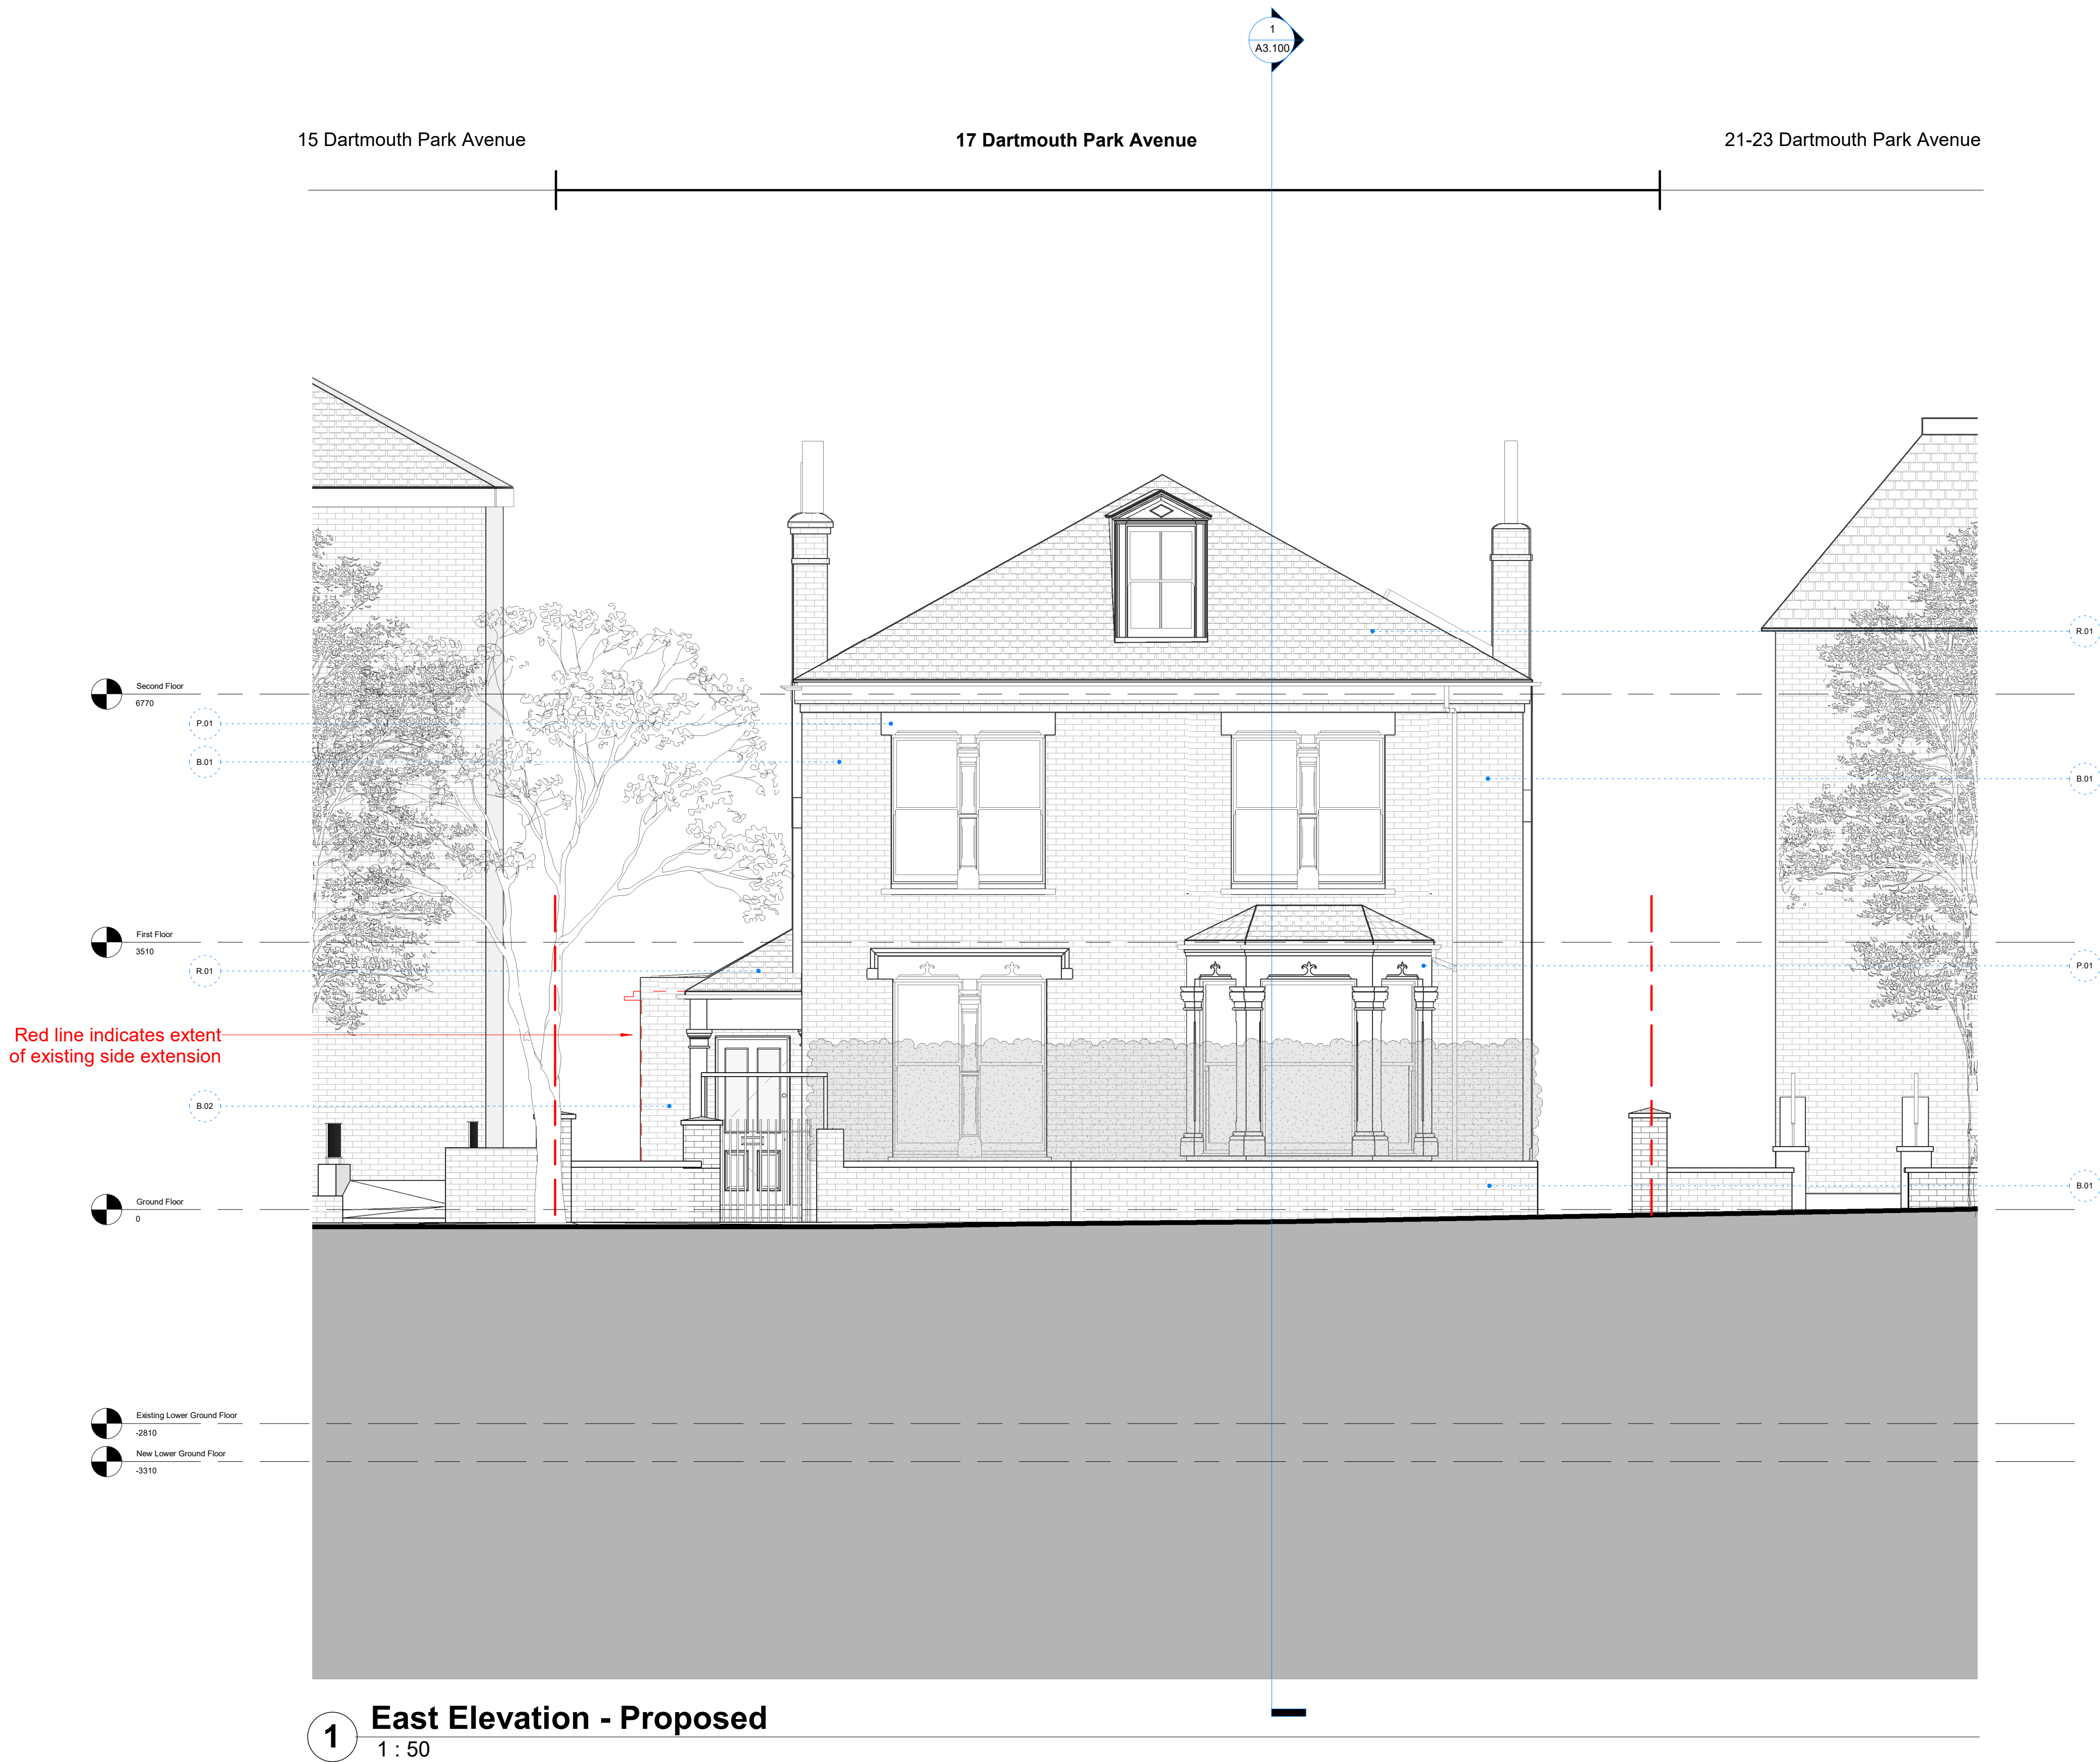 1
A3.100
15 Dartmouth Park Avenue
17 Dartmouth Park Avenue
21-23 Dartmouth Park Avenue
R.01
Second Floor
6770
P.01
B.01
B.01
First Floor
3510
P.01
R.01
Red line indicates extent
of existing side extension
B.02
B.01
Ground Floor
0
Existing Lower Ground Floor
-2810
New Lower Ground Floor
-3310
1
East Elevation - Proposed
1 : 50